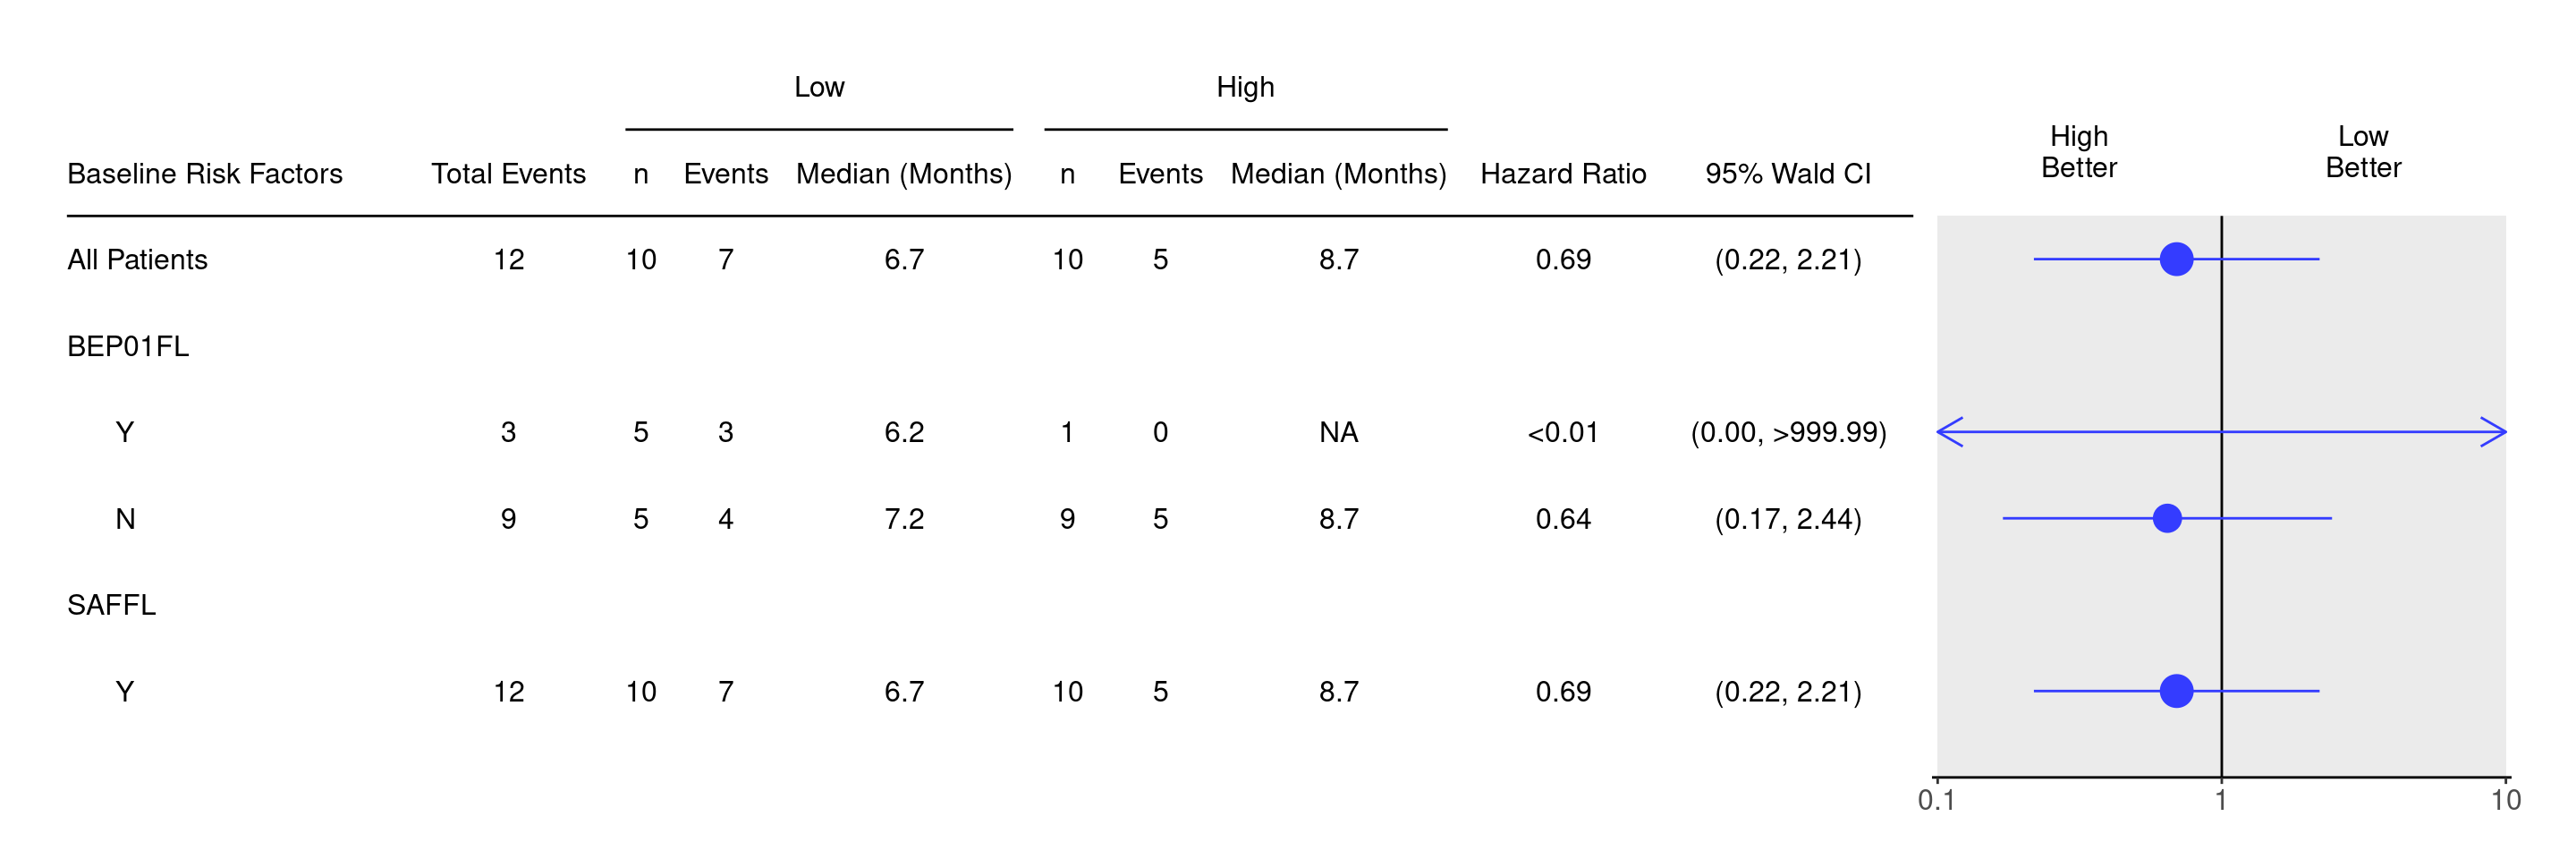 Low High
High Low
Better Better
Baseline Risk Factors Total Events n Events Median (Months) n Events Median (Months) Hazard Ratio 95% Wald CI
All Patients 12 10 7 6.7 10 5 8.7 0.69 (0.22, 2.21)
BEP01FL
Y 3 5 3 6.2 1 0 NA <0.01 (0.00, >999.99)
N 9 5 4 7.2 9 5 8.7 0.64 (0.17, 2.44)
SAFFL
Y 12 10 7 6.7 10 5 8.7 0.69 (0.22, 2.21)
0.1 1 10